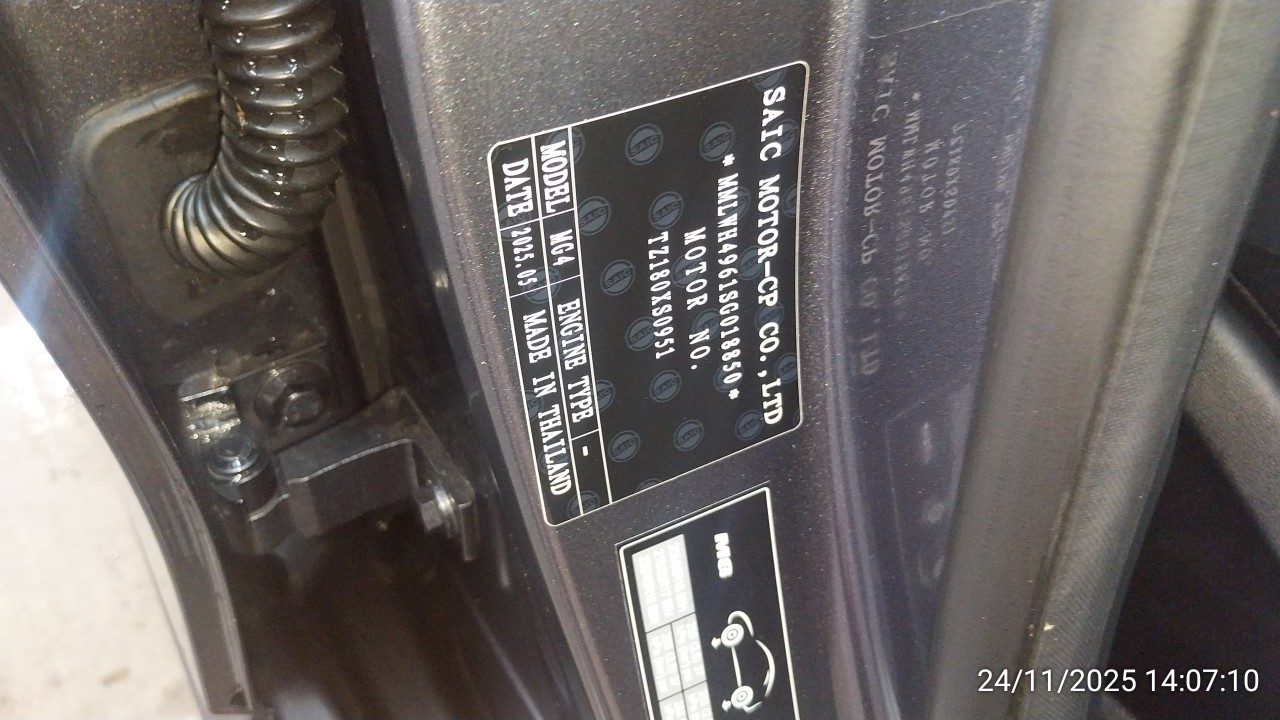 SAIC MOTOR-CP CO.,LTD
* MMLWH4961SG018850 *
MOTOR NO.
TZ180XS0951
MODEL MG4 ENGINE TYPE -
DATE 2025.05 MADE IN THAILAND
MG
24/11/2025 14:07:10